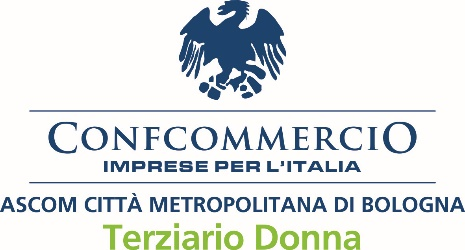 CONFCOMMERCIO
IMPRESE PER L'ITALIA
ASCOM CITTÀ METROPOLITANA DI BOLOGNA
Terziario Donna